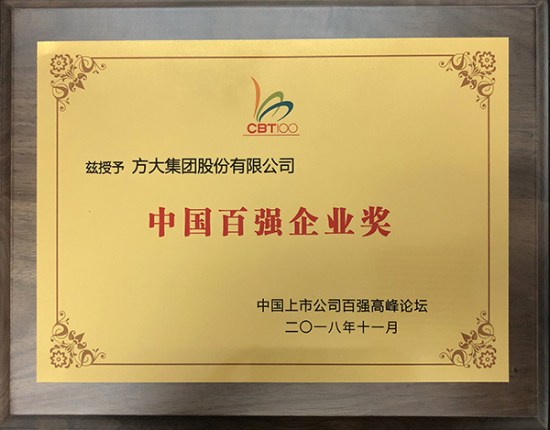 CBT100
兹授予 方大集团股份有限公司
中国百强企业奖
中国上市公司百强高峰论坛
二〇一八年十一月